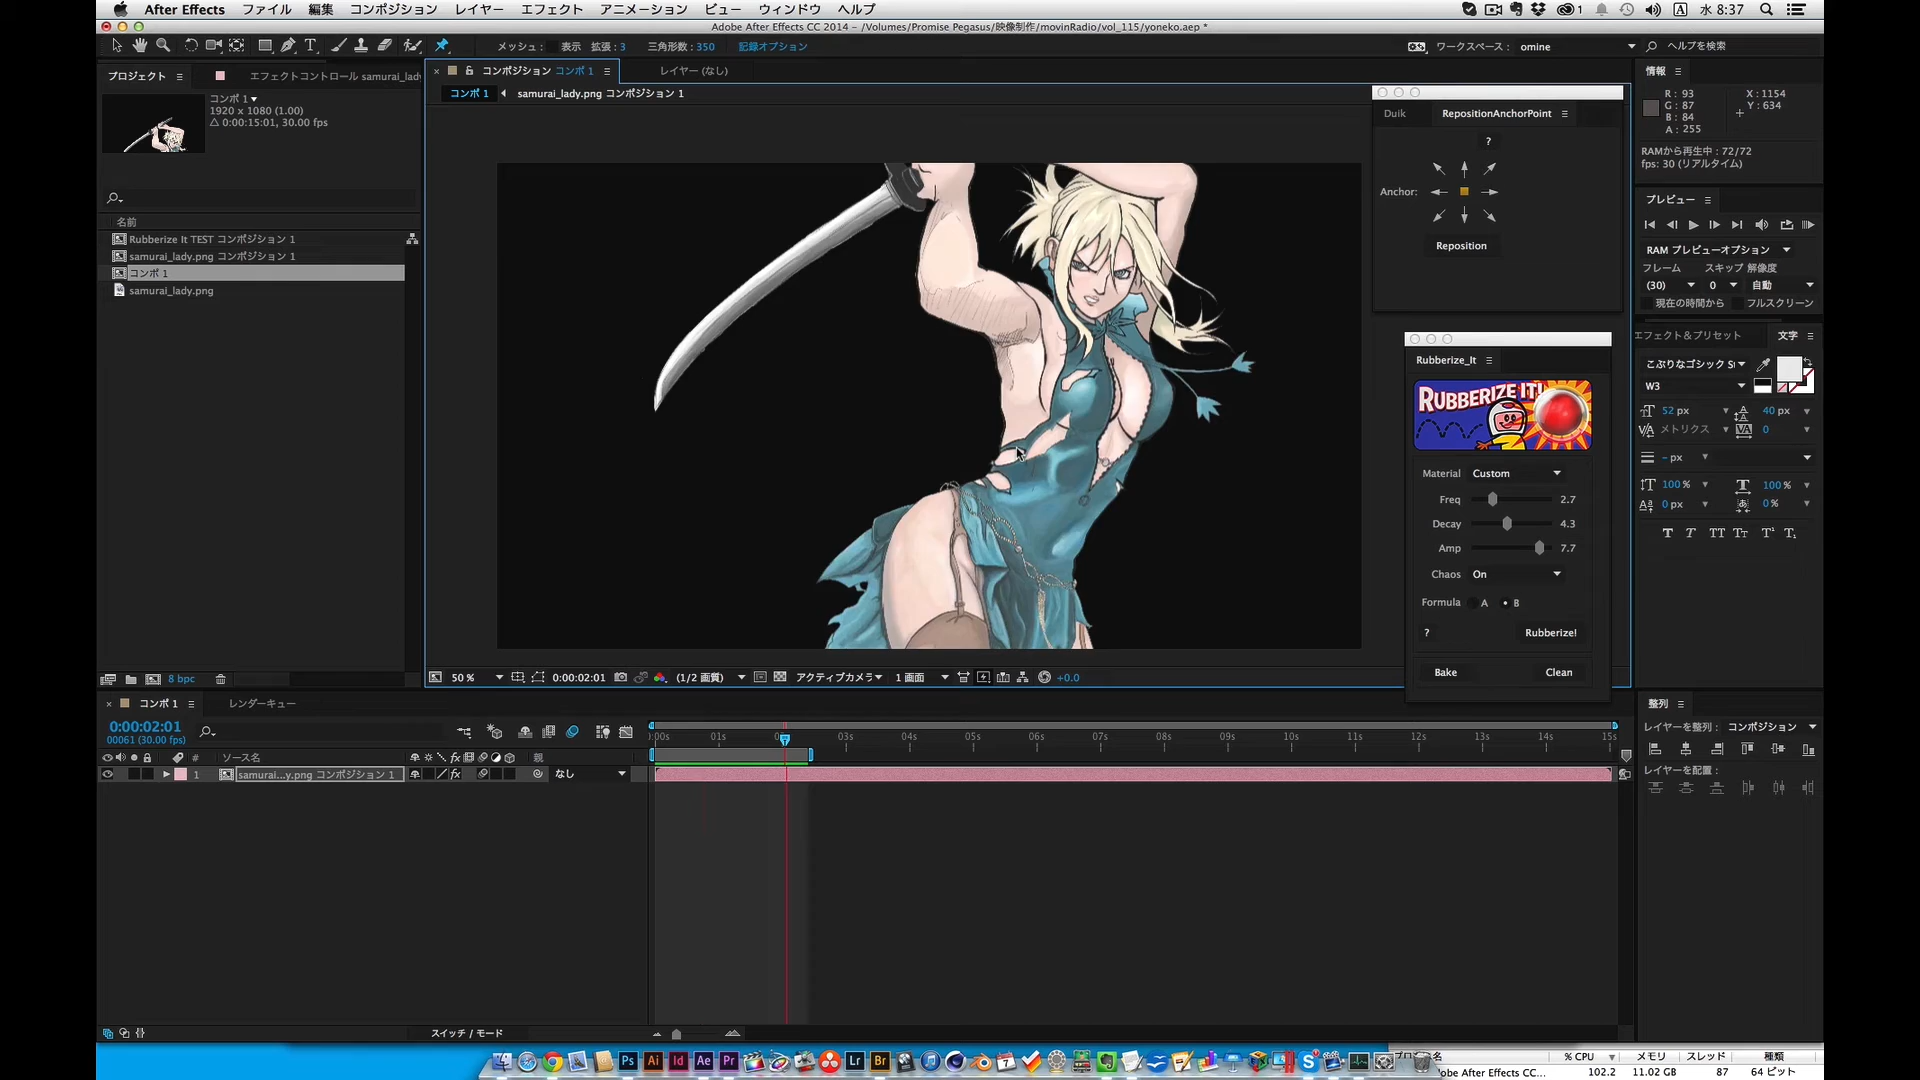 After Effects ファイル 編集 コンポジション レイヤー エフェクト アニメーション ビュー ウィンドウ ヘルプ
1 A 水 8:37
Adobe After Effects CC 2014 - /Volumes/Promise Pegasus/映像制作/movinRadio/vol_115/yoneko.aep *
メッシュ： 表示 拡張：3 三角形数：350 記録オプション
ワークスペース： omine ヘルプを検索
プロジェクト エフェクトコントロール samurai_lady
コンポ 1
1920 x 1080 (1.00)
Δ 0:00:15:01, 30.00 fps
名前
Rubberize It TEST コンポジション 1
samurai_lady.png コンポジション 1
コンポ 1
samurai_lady.png
8 bpc
コンポジション コンポ 1 レイヤー (なし)
コンポ 1 samurai_lady.png コンポジション 1
50 % 0:00:02:01 (1/2 画質) アクティブカメラ 1 画面 +0.0
Duik RepositionAnchorPoint
?
Anchor:
Reposition
Rubberize_It
RUBBERIZE IT!
Material Custom
Freq 2.7
Decay 4.3
Amp 7.7
Chaos On
Formula A B
? Rubberize!
Bake Clean
情報
R : 93 X : 1154
G : 87 Y : 634
B : 84
A : 255
RAMから再生中：72/72
fps: 30 (リアルタイム)
プレビュー
RAM プレビューオプション
フレーム スキップ 解像度
(30) 0 自動
現在の時間から フルスクリーン
エフェクト＆プリセット 文字
W3
52 px 40 px
メトリクス 0
- px
100 % 100 %
0 px 0 %
T T TT Tт T¹ T₁
整列
レイヤーを整列： コンポジション
レイヤーを配置：
コンポ 1 レンダーキュー
0:00:02:01
00061 (30.00 fps)
# ソース名 親
1 samurai...y.png コンポジション 1 なし
):00s 01s 03s 04s 05s 06s 07s 08s 09s 10s 11s 12s 13s 14s 15s
スイッチ / モード
Ps Ai Id Ae Pr Lr Br
% CPU メモリ スレッド 種類
dobe After Effects CC... 102.2 11.02 GB 87 64 ビット